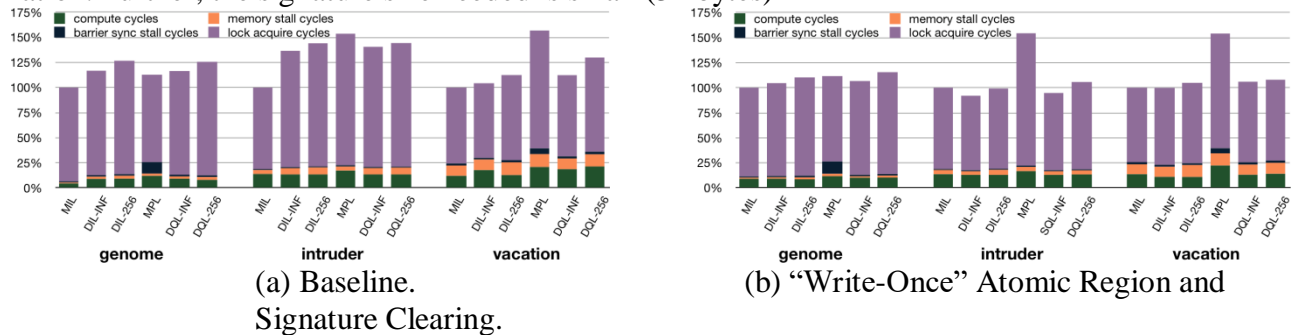 compute cycles memory stall cycles
barrier sync stall cycles lock acquire cycles
175%
150%
125%
100%
75%
50%
25%
0%
MIL DIL-INF DIL-256 MPL DQL-INF DQL-256 MIL DIL-INF DIL-256 MPL DQL-INF DQL-256 MIL DIL-INF DIL-256 MPL DQL-INF DQL-256
genome intruder vacation
(a) Baseline.
compute cycles memory stall cycles
barrier sync stall cycles lock acquire cycles
175%
150%
125%
100%
75%
50%
25%
0%
MIL DIL-INF DIL-256 MPL DQL-INF DQL-256 MIL DIL-INF DIL-256 MPL SQL-INF DQL-256 MIL DIL-INF DIL-256 MPL DQL-INF DQL-256
genome intruder vacation
(b) “Write-Once” Atomic Region and
Signature Clearing.